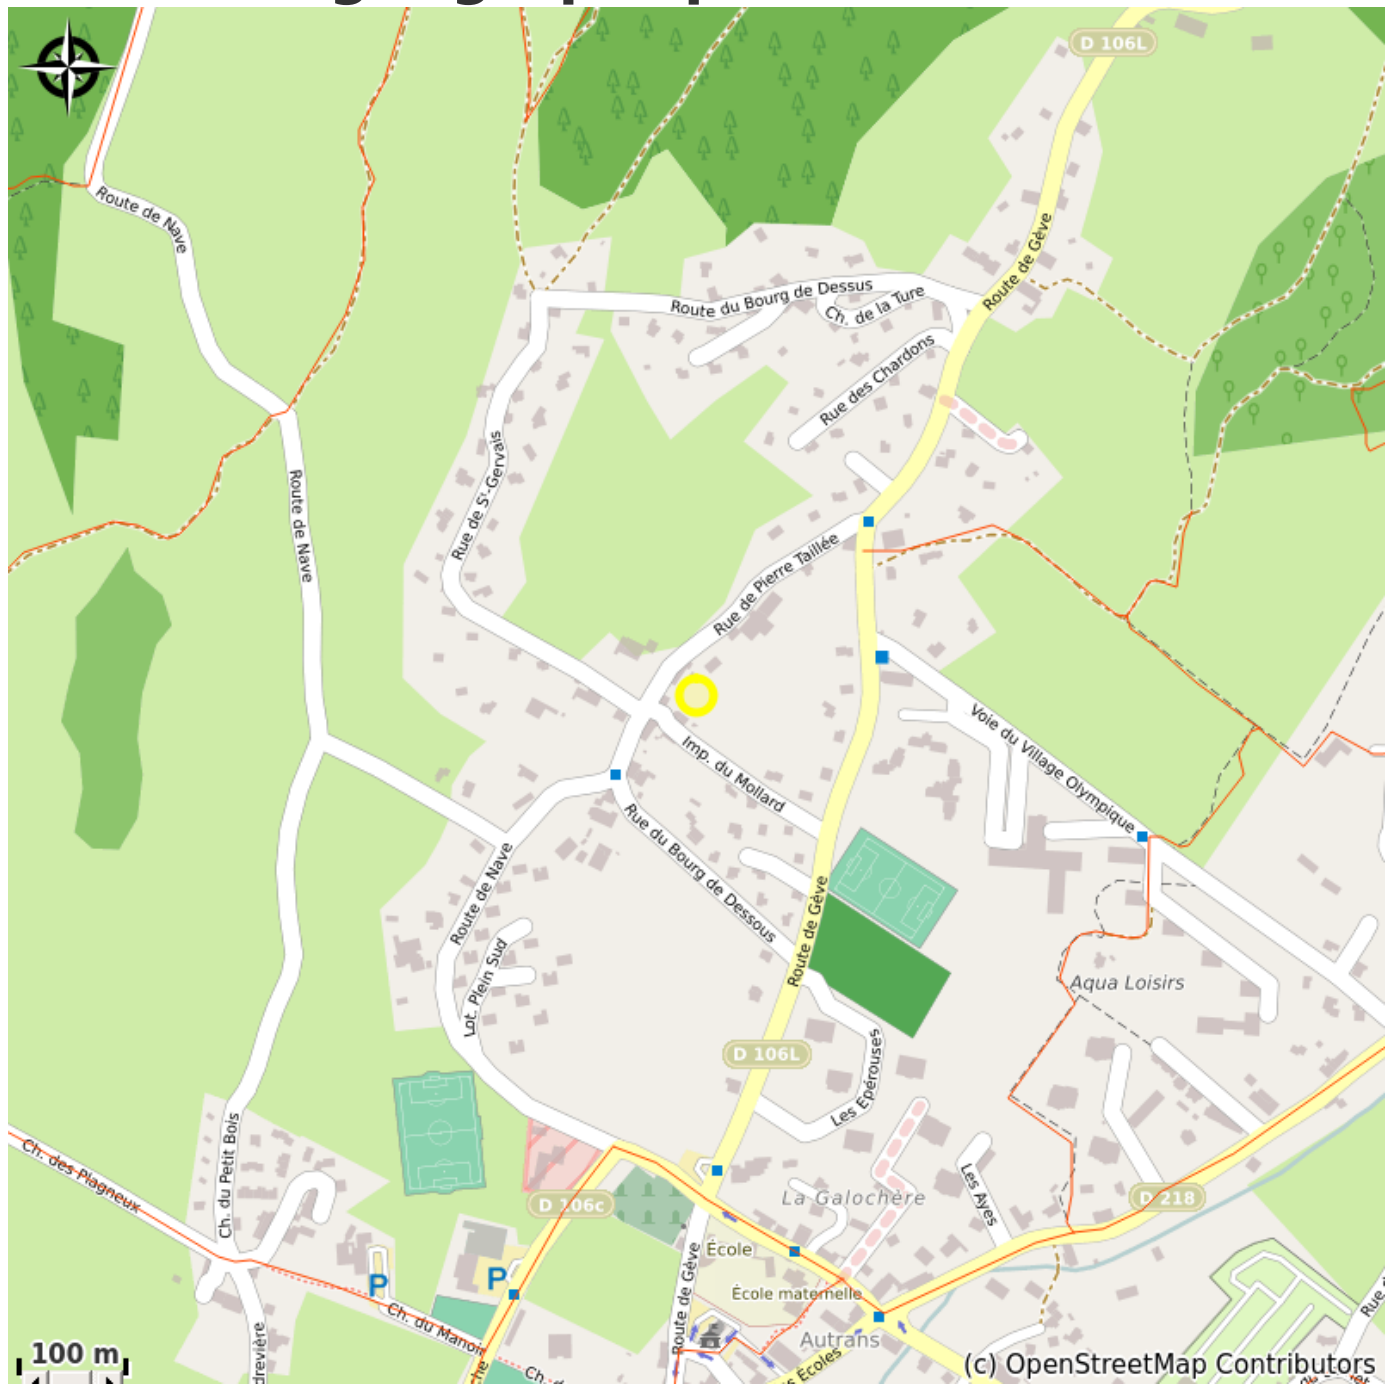 D 106L
Route de Nave
Route de Gève
Route du Bourg de Dessus
Ch. de la Ture
Rue des Chardons
Rue de St-Gervais
Route de Nave
Rue de Pierre Taillée
Voie du Village Olympique
Imp. du Mollard
Rue du Bourg de Dessous
Route de Nave
Route de Gève
Lot. Plein Sud
Aqua Loisirs
D 106L
Les Epérouses
Ch. du Petit Bois
Ch. des Plagneux
La Galochère
Les Ayes
D 218
D 106c
École
Route de Gève
P
P
École maternelle
Ch. du Manoir
Autrans
100 m
(c) OpenStreetMap Contributors